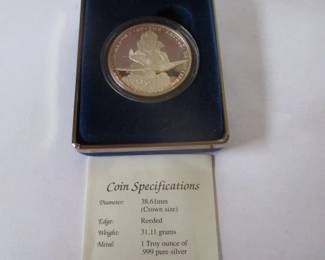 Coin Specifications
Diameter: 38.61mm
(Crown size)
Edge: Reeded
Weight: 31.11 grams
Metal 1 Troy ounce of
.999 pure silver